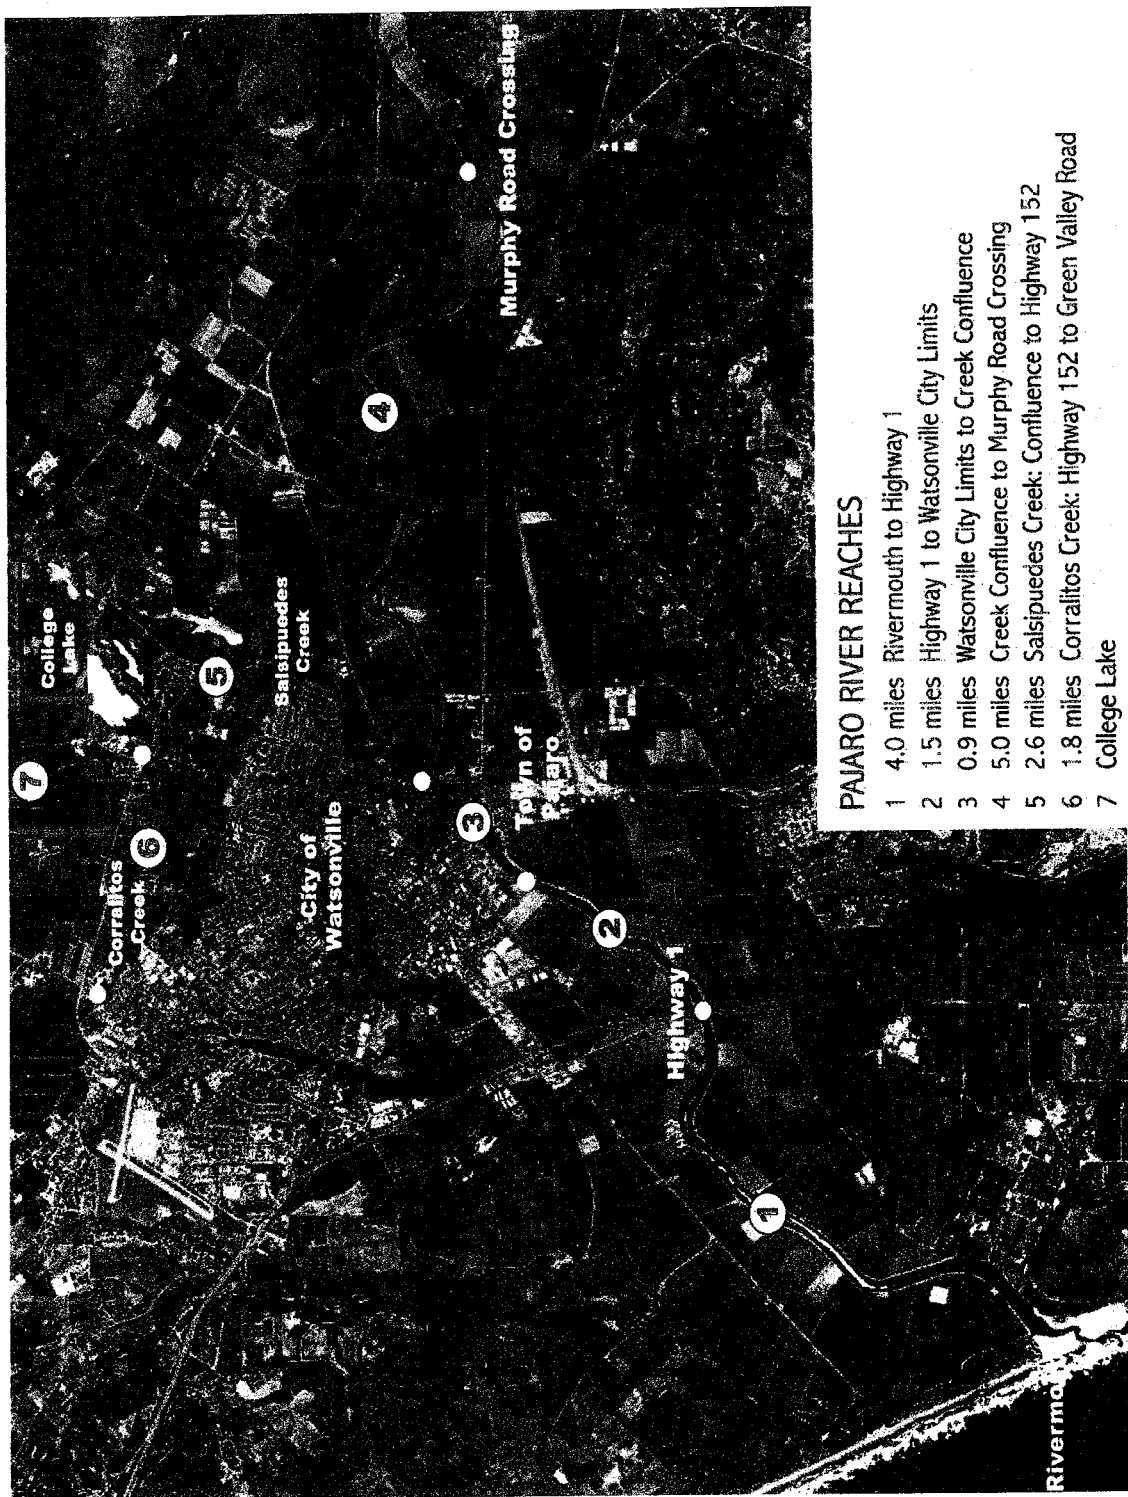 7
College
Lake
Corralitos
Creek
6
5
Salsipuedes
Creek
City of
Watsonville
4
3
Murphy Road Crossing
Town of
Pajaro
2
Highway 1
1
Rivermo
PAJARO RIVER REACHES
1 4.0 miles Rivermouth to Highway 1
2 1.5 miles Highway 1 to Watsonville City Limits
3 0.9 miles Watsonville City Limits to Creek Confluence
4 5.0 miles Creek Confluence to Murphy Road Crossing
5 2.6 miles Salsipuedes Creek: Confluence to Highway 152
6 1.8 miles Corralitos Creek: Highway 152 to Green Valley Road
7 College Lake